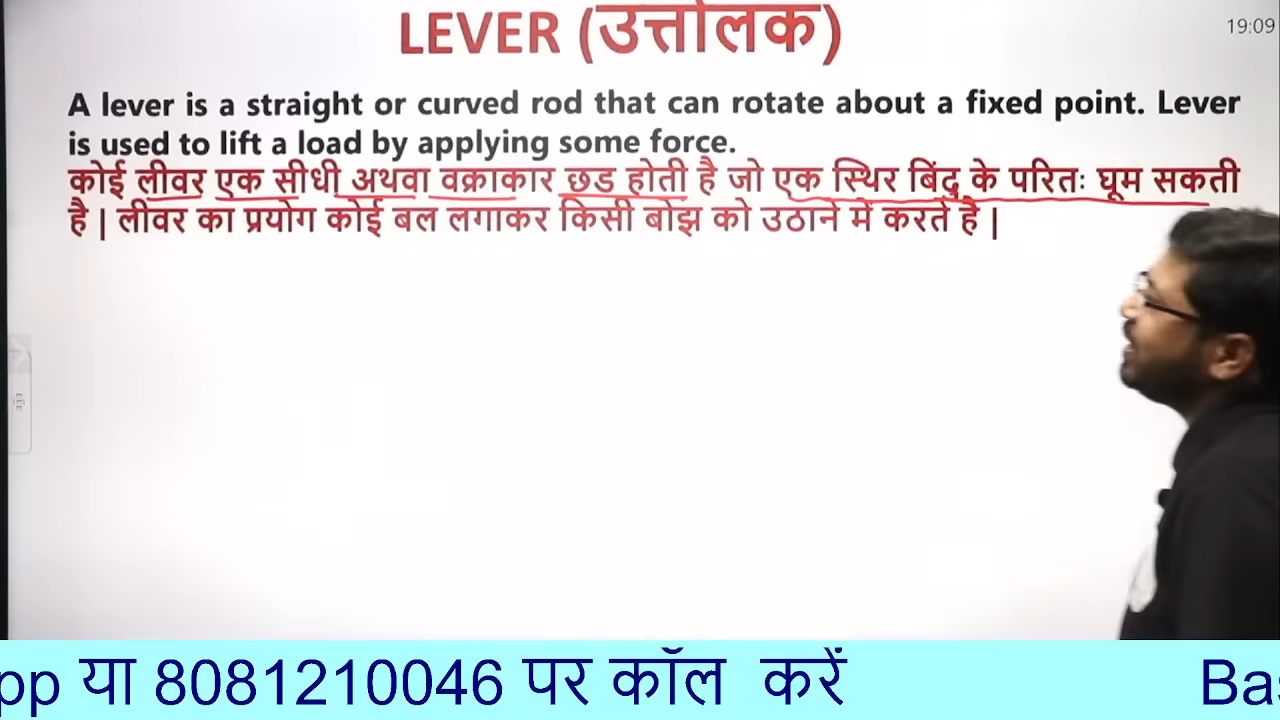 LEVER (उत्तोलक)
19:09
A lever is a straight or curved rod that can rotate about a fixed point. Lever
is used to lift a load by applying some force.
कोई लीवर एक सीधी अथवा वक्राकार छड होती है जो एक स्थिर बिंदु के परितः घूम सकती
है | लीवर का प्रयोग कोई बल लगाकर किसी बोझ को उठाने में करते है |
pp या 8081210046 पर कॉल करें Bas